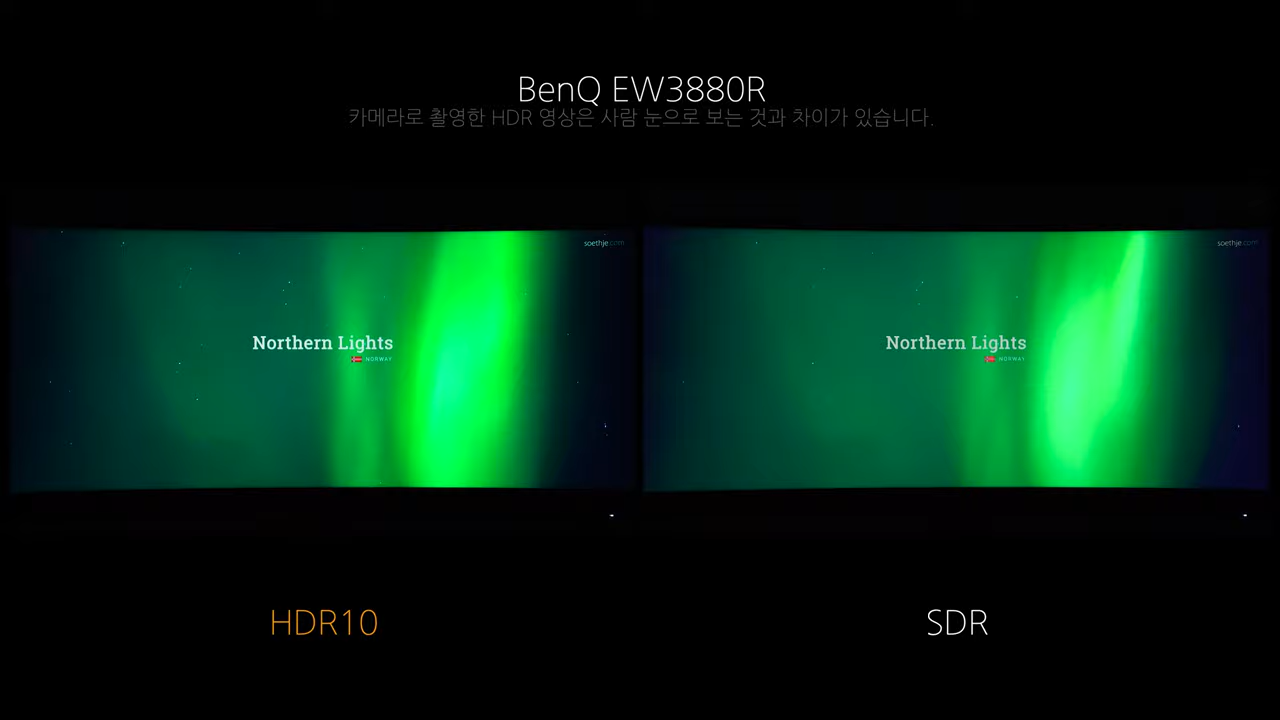 BenQ EW3880R
카메라로 촬영한 HDR 영상은 사람 눈으로 보는 것과 차이가 있습니다.
soethje.com
soethje.com
Northern Lights
NORWAY
Northern Lights
NORWAY
HDR10
SDR